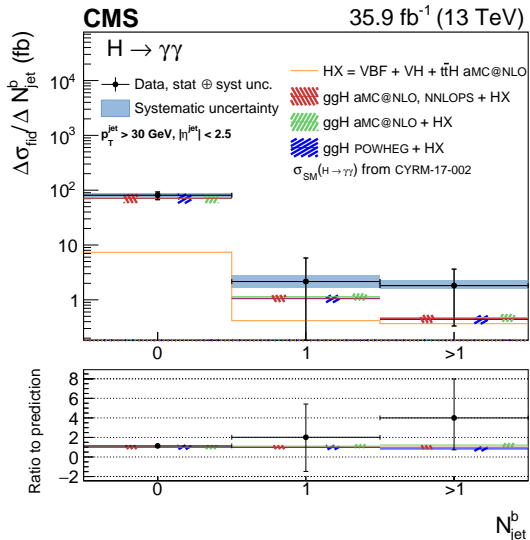 CMS 35.9 fb⁻¹ (13 TeV)
Δσ_fid/Δ N^b_jet (fb)
H → γγ
Data, stat ⊕ syst unc.
Systematic uncertainty
p_T^jet > 30 GeV, |η^jet| < 2.5
HX = VBF + VH + tt̄H aMC@NLO
ggH aMC@NLO, NNLOPS + HX
ggH aMC@NLO + HX
ggH POWHEG + HX
σ_SM(H→γγ) from CYRM-17-002
10⁴
10³
10²
10
1
0 1 >1
Ratio to prediction
8
6
4
2
0
−2
0 1 >1
N^b_jet